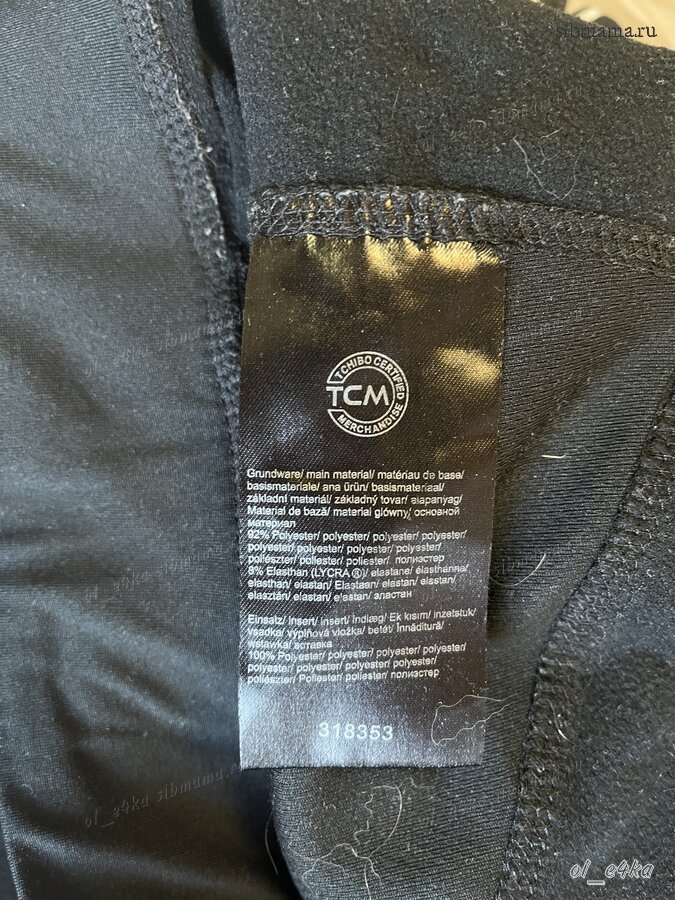 sibmama.ru
TCHIBO CERTIFIED
TCM
MERCHANDISE
Grundware/ main material/ matériau de base/
basismateriale/ ana ürün/ basismateriaal/
základní materiál/ základný tovar/ alapanyag/
Material de bază/ materiał główny/ основной
материал
92% Polyester/ polyester/ polyester/ polyester/
polyester/ polyester/ polyester/ polyester/
poliészter/ poliester/ poliester/ полиэстер
8% Elasthan (LYCRA ®)/ elastane/ élasthanne/
elasthan/ elastan/ Elastaan/ elastan/ elastan/
elasztán/ elastan/ elastan/ эластан
Einsatz/ insert/ insert/ indlæg/ Ek kısım/ inzetstuk/
vsadka/ výplňová vložka/ betét/ Înnăditură/
wstawka/ вставка
100% Polyester/ polyester/ polyester/ polyester/
polyester/ polyester/ polyester/ polyester/
poliészter/ Poliester/ poliester/ полиэстер
318353
ol_e4ka sibmama.ru
ol_e4ka